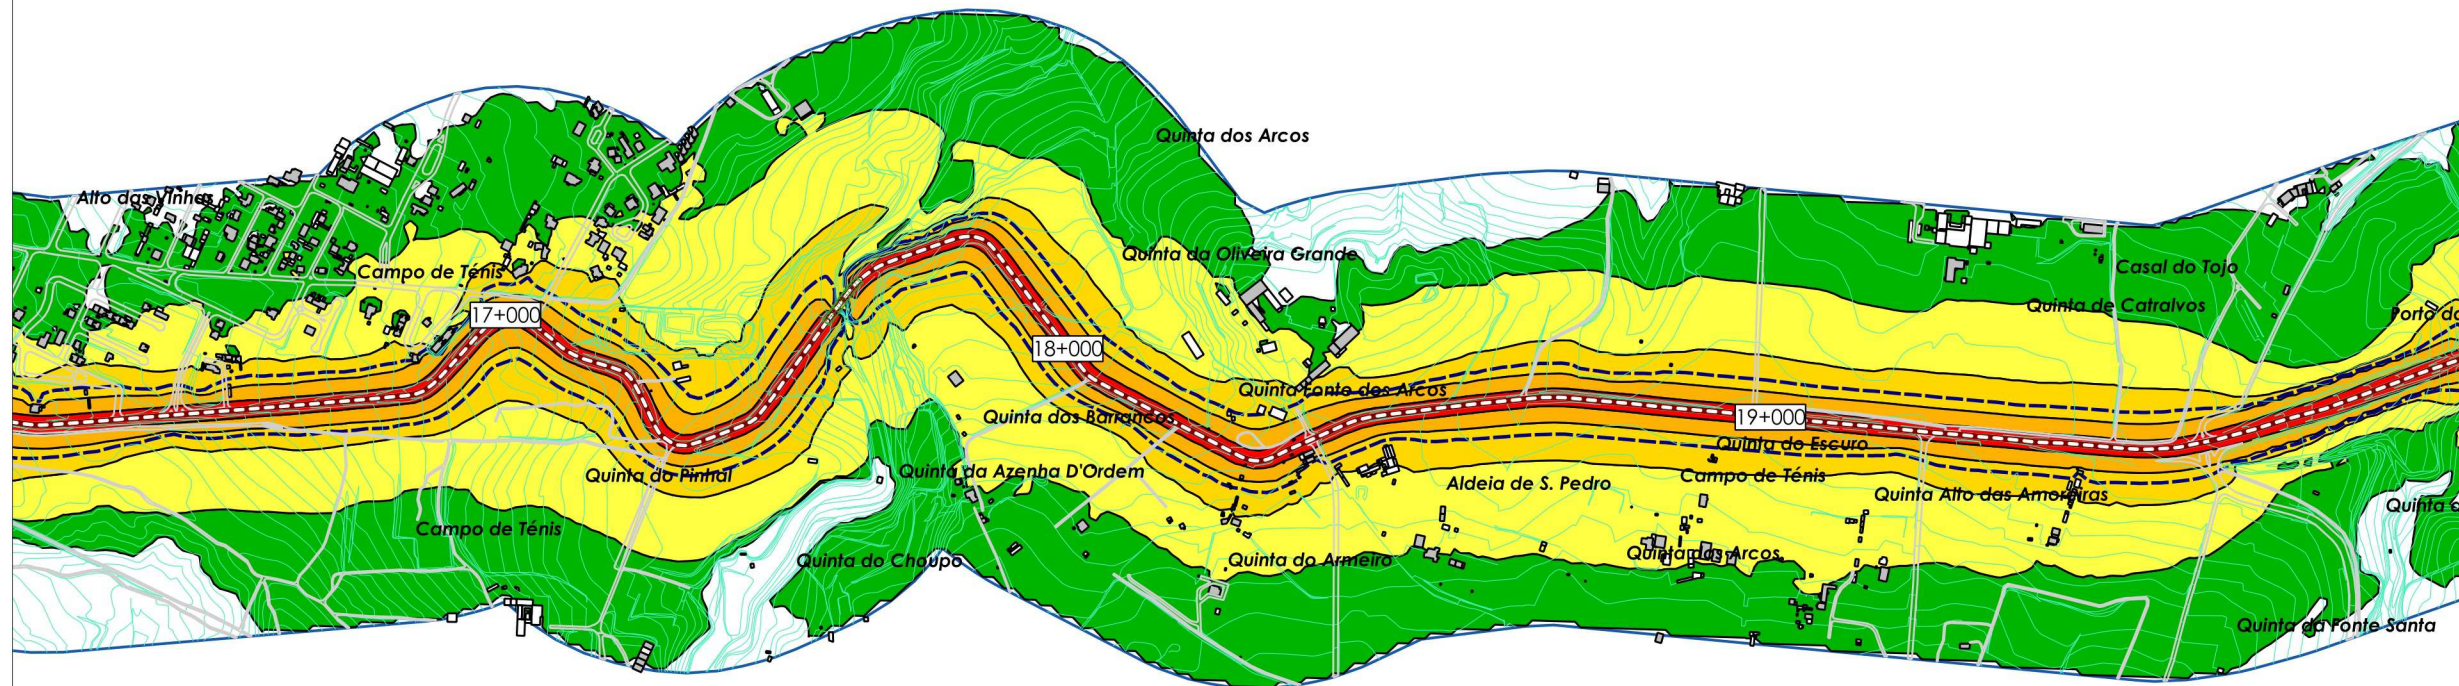 Quinta dos Arcos
Alto das Vinhas
Quinta da Oliveira Grande
Campo de Ténis
Casal do Tojo
Quinta de Catralvos
17+000
18+000
Quinta Fonte dos Arcos
Quinta dos Barrancos
19+000
Quinta do Escuro
Quinta do Pinhal
Quinta da Azenha D'Ordem
Aldeia de S. Pedro
Campo de Ténis
Quinta Alto das Amoreiras
Quinta
Campo de Ténis
Quinta do Choupo
Quinta do Armeiro
Quinta dos Arcos
Quinta da Fonte Santa
Porto